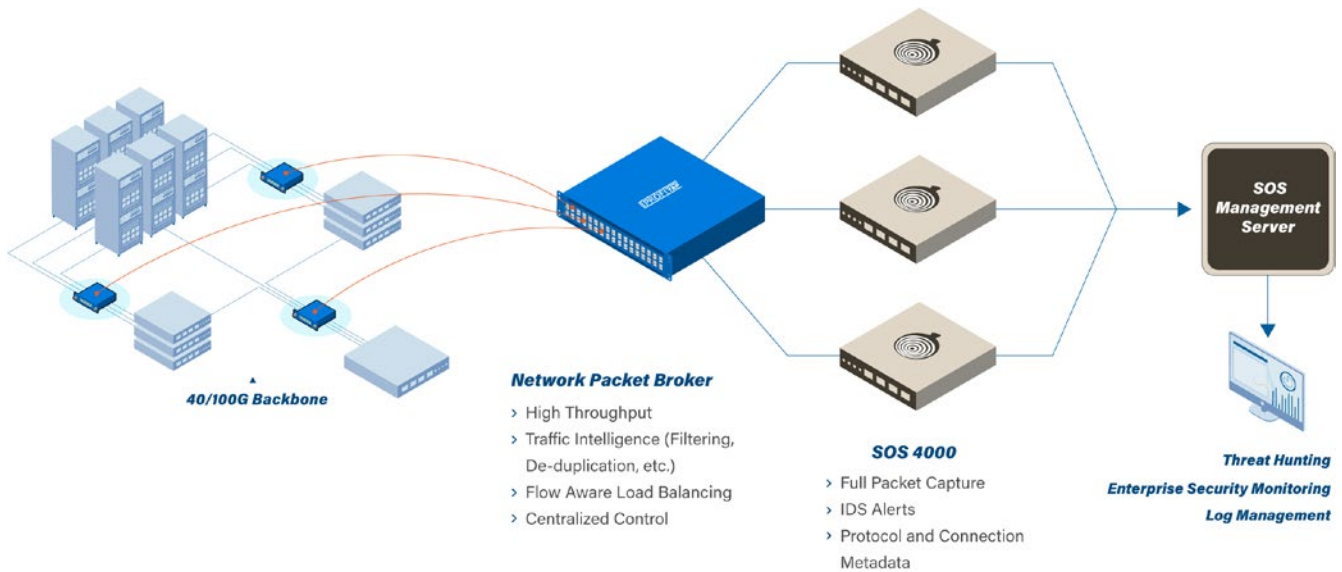 PROFITAP
SOS
Management
Server
40/100G Backbone
Network Packet Broker
› High Throughput
› Traffic Intelligence (Filtering,
De-duplication, etc.)
› Flow Aware Load Balancing
› Centralized Control
SOS 4000
› Full Packet Capture
› IDS Alerts
› Protocol and Connection
Metadata
Threat Hunting
Enterprise Security Monitoring
Log Management